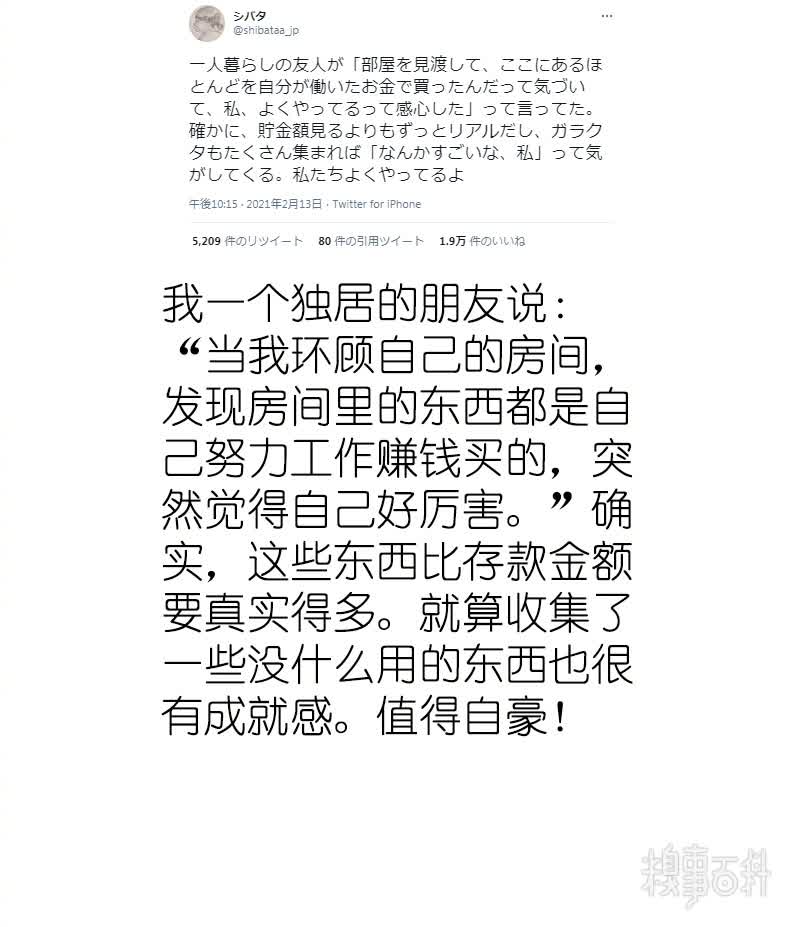 シバタ
@shibataa_jp
一人暮らしの友人が「部屋を見渡して、ここにあるほ
とんどを自分が働いたお金で買ったんだって気づい
て、私、よくやってるって感心した」って言ってた。
確かに、貯金額見るよりもずっとリアルだし、ガラク
タもたくさん集まれば「なんかすごいな、私」って気
がしてくる。私たちよくやってるよ
午後10:15 · 2021年2月13日 · Twitter for iPhone
5,209 件のリツイート 80 件の引用ツイート 1.9万 件のいいね
我一个独居的朋友说：
“当我环顾自己的房间，
发现房间里的东西都是自
己努力工作赚钱买的，突
然觉得自己好厉害。”确
实，这些东西比存款金额
要真实得多。就算收集了
一些没什么用的东西也很
有成就感。值得自豪！
糗事百科